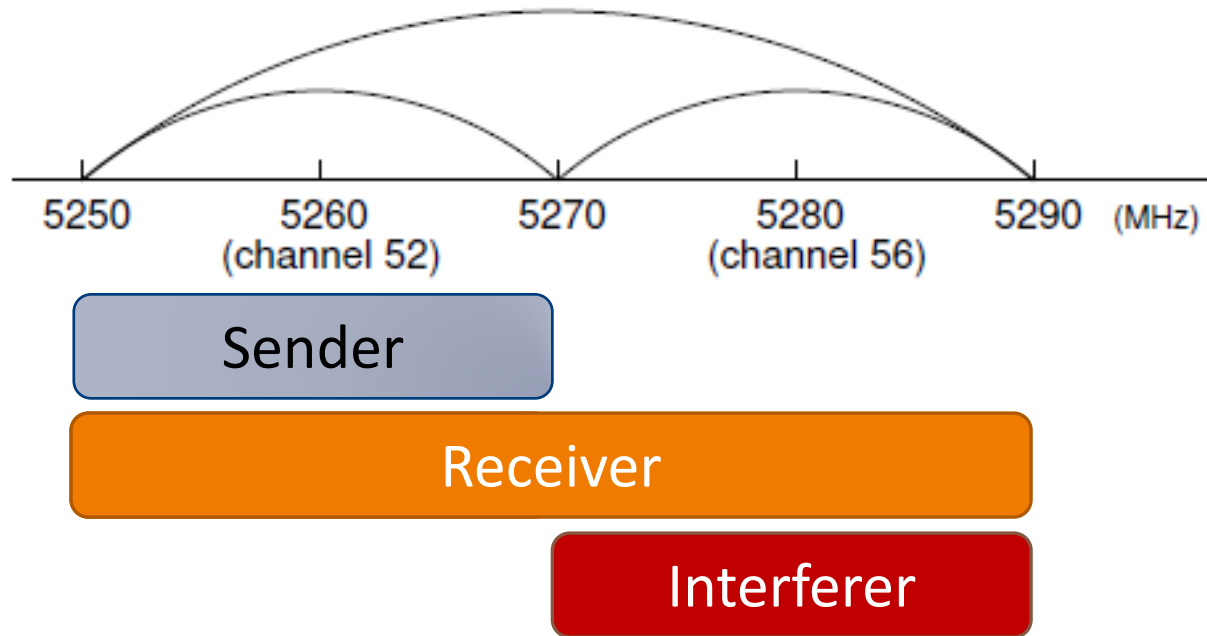 5250 5260 5270 5280 5290 (MHz)
(channel 52) (channel 56)
Sender
Receiver
Interferer